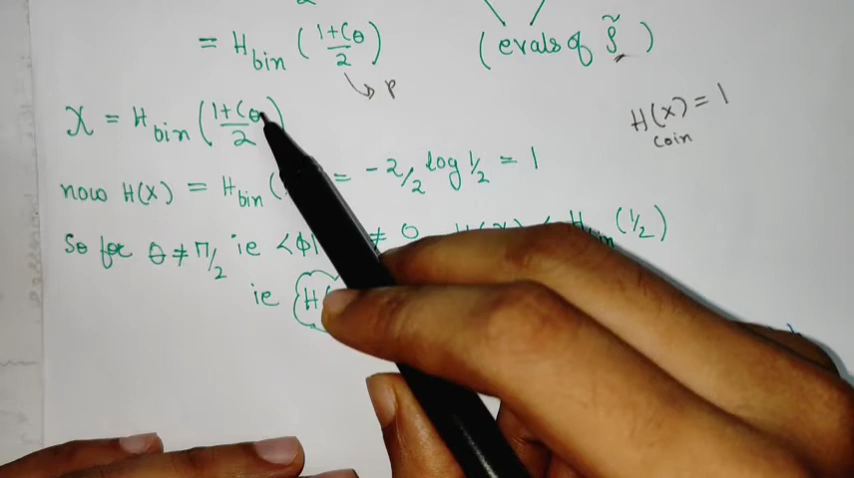 = H_bin ( (1+Cθ)/2 ) ( evals of ρ̃ )
→ p
χ = H_bin ( (1+Cθ)/2 ) H(X) = 1
coin
now H(X) = H_bin ( = -2/2 log 1/2 = 1
So for θ ≠ π/2 ie <ϕ| ≠ 0 H_bin (1/2)
ie H